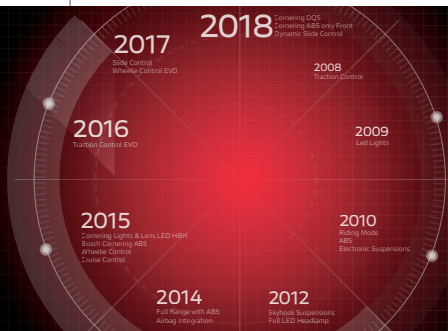 2018
Cornering DQS
Cornering ABS only Front
Dynamic Slide Control
2008
Traction Control
2009
Led Lights
2010
Riding Mode
ABS
Electronic Suspensions
2012
Skyhook Suspensions
Full LED Headlamp
2014
Full Range with ABS
Airbag Integration
2015
Cornering Lights & Lens LED HBH
Bosch Cornering ABS
Wheelie Control
Cruise Control
2016
Traction Control EVO
2017
Slide Control
Wheelie Control EVO